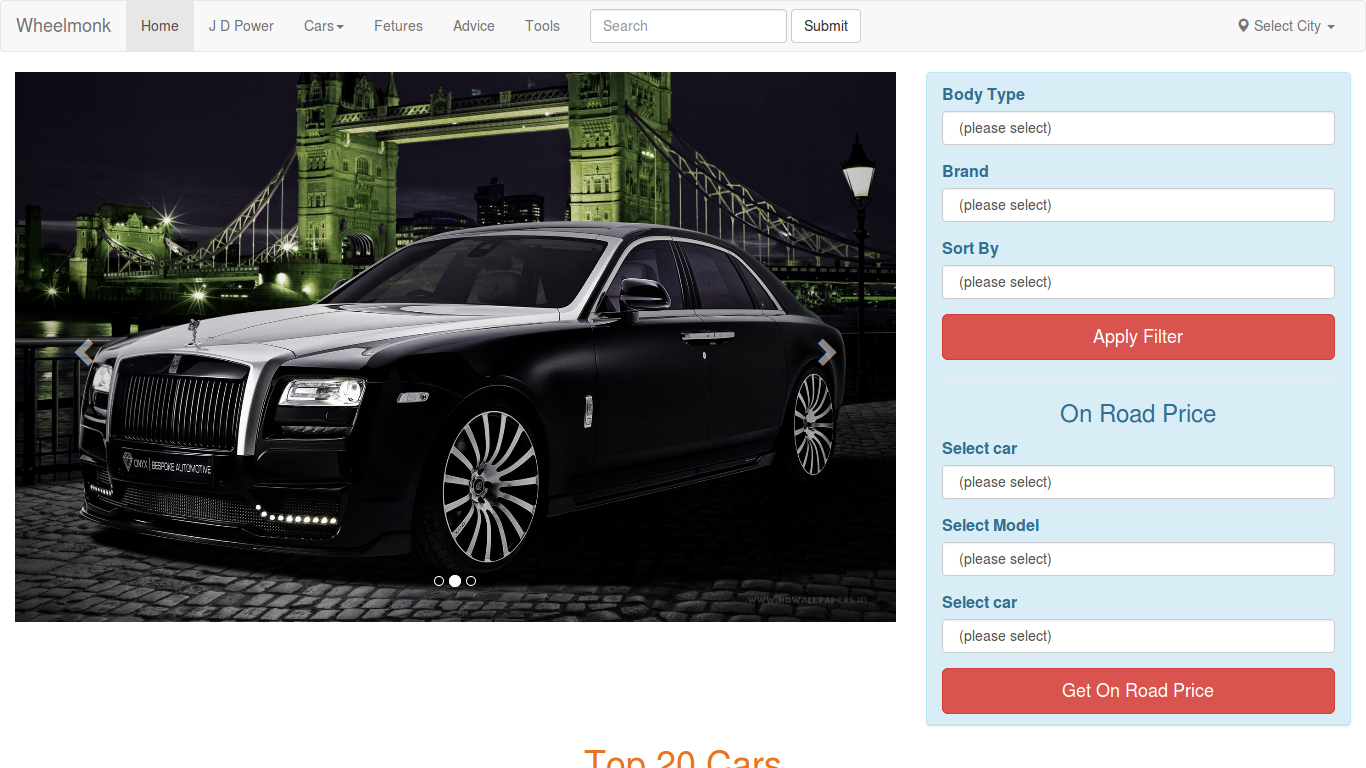 Wheelmonk Home J D Power Cars Fetures Advice Tools Search Submit Select City
Body Type
(please select)
Brand
(please select)
Sort By
(please select)
Apply Filter
On Road Price
Select car
(please select)
Select Model
(please select)
Select car
(please select)
Get On Road Price
ONYX | BESPOKE AUTOMOTIVE
WWW.HDWALLPAPERS.IN
Top 20 Cars